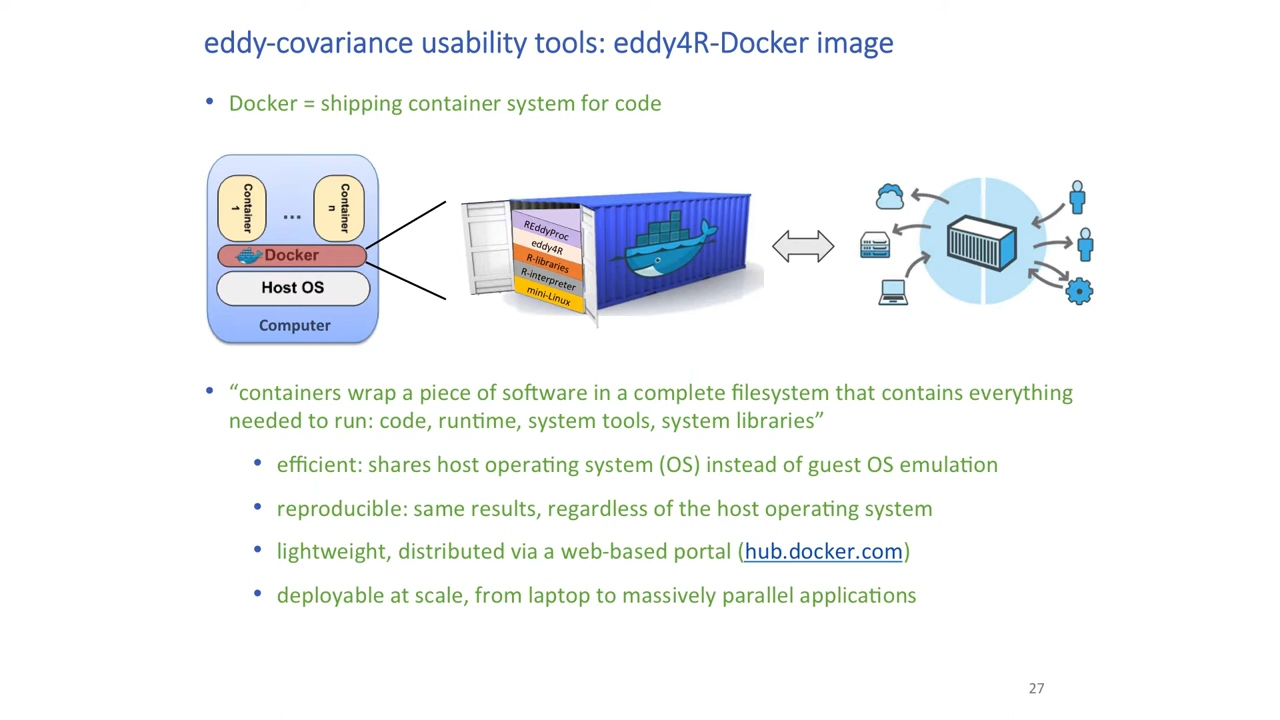 eddy-covariance usability tools: eddy4R-Docker image
• Docker = shipping container system for code
Container 1
...
Container n
Docker
Host OS
Computer
REddyProc
eddy4R
R-libraries
R-interpreter
mini-Linux
• “containers wrap a piece of software in a complete filesystem that contains everything
needed to run: code, runtime, system tools, system libraries”
• efficient: shares host operating system (OS) instead of guest OS emulation
• reproducible: same results, regardless of the host operating system
• lightweight, distributed via a web-based portal (hub.docker.com)
• deployable at scale, from laptop to massively parallel applications
27